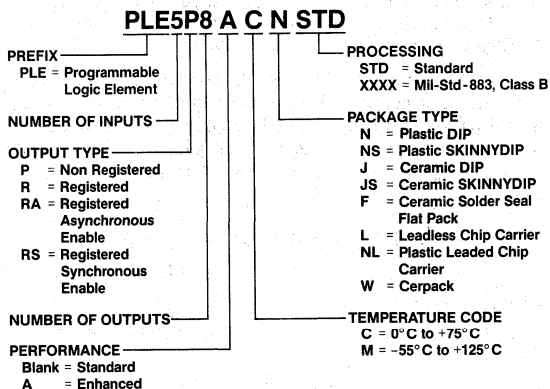 PLE5P8 A C N STD
PREFIX
PLE = Programmable
Logic Element
NUMBER OF INPUTS
OUTPUT TYPE
P = Non Registered
R = Registered
RA = Registered
Asynchronous
Enable
RS = Registered
Synchronous
Enable
NUMBER OF OUTPUTS
PERFORMANCE
Blank = Standard
A = Enhanced
PROCESSING
STD = Standard
XXXX = Mil-Std-883, Class B
PACKAGE TYPE
N = Plastic DIP
NS = Plastic SKINNYDIP
J = Ceramic DIP
JS = Ceramic SKINNYDIP
F = Ceramic Solder Seal
Flat Pack
L = Leadless Chip Carrier
NL = Plastic Leaded Chip
Carrier
W = Cerpack
TEMPERATURE CODE
C = 0°C to +75°C
M = -55°C to +125°C